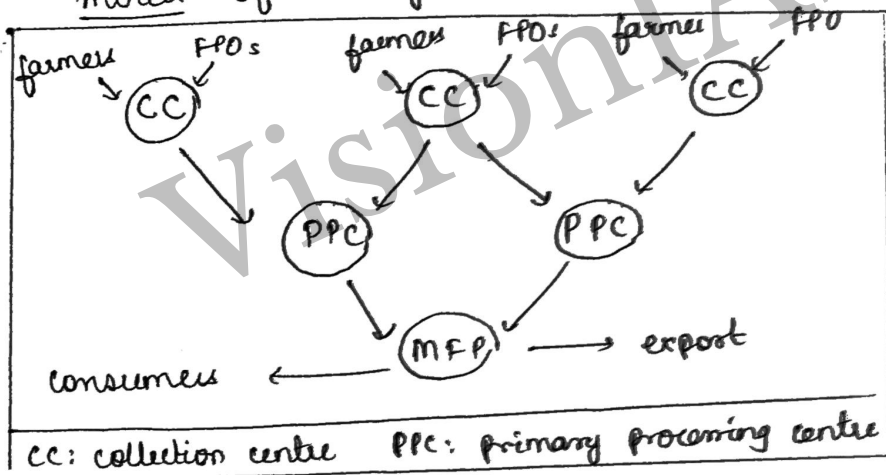 farmers FPOs farmers FPOs farmer FPO
CC CC CC
PPC PPC
MFP export
consumers
CC: collection centre PPC: primary processing centre
VisionIA